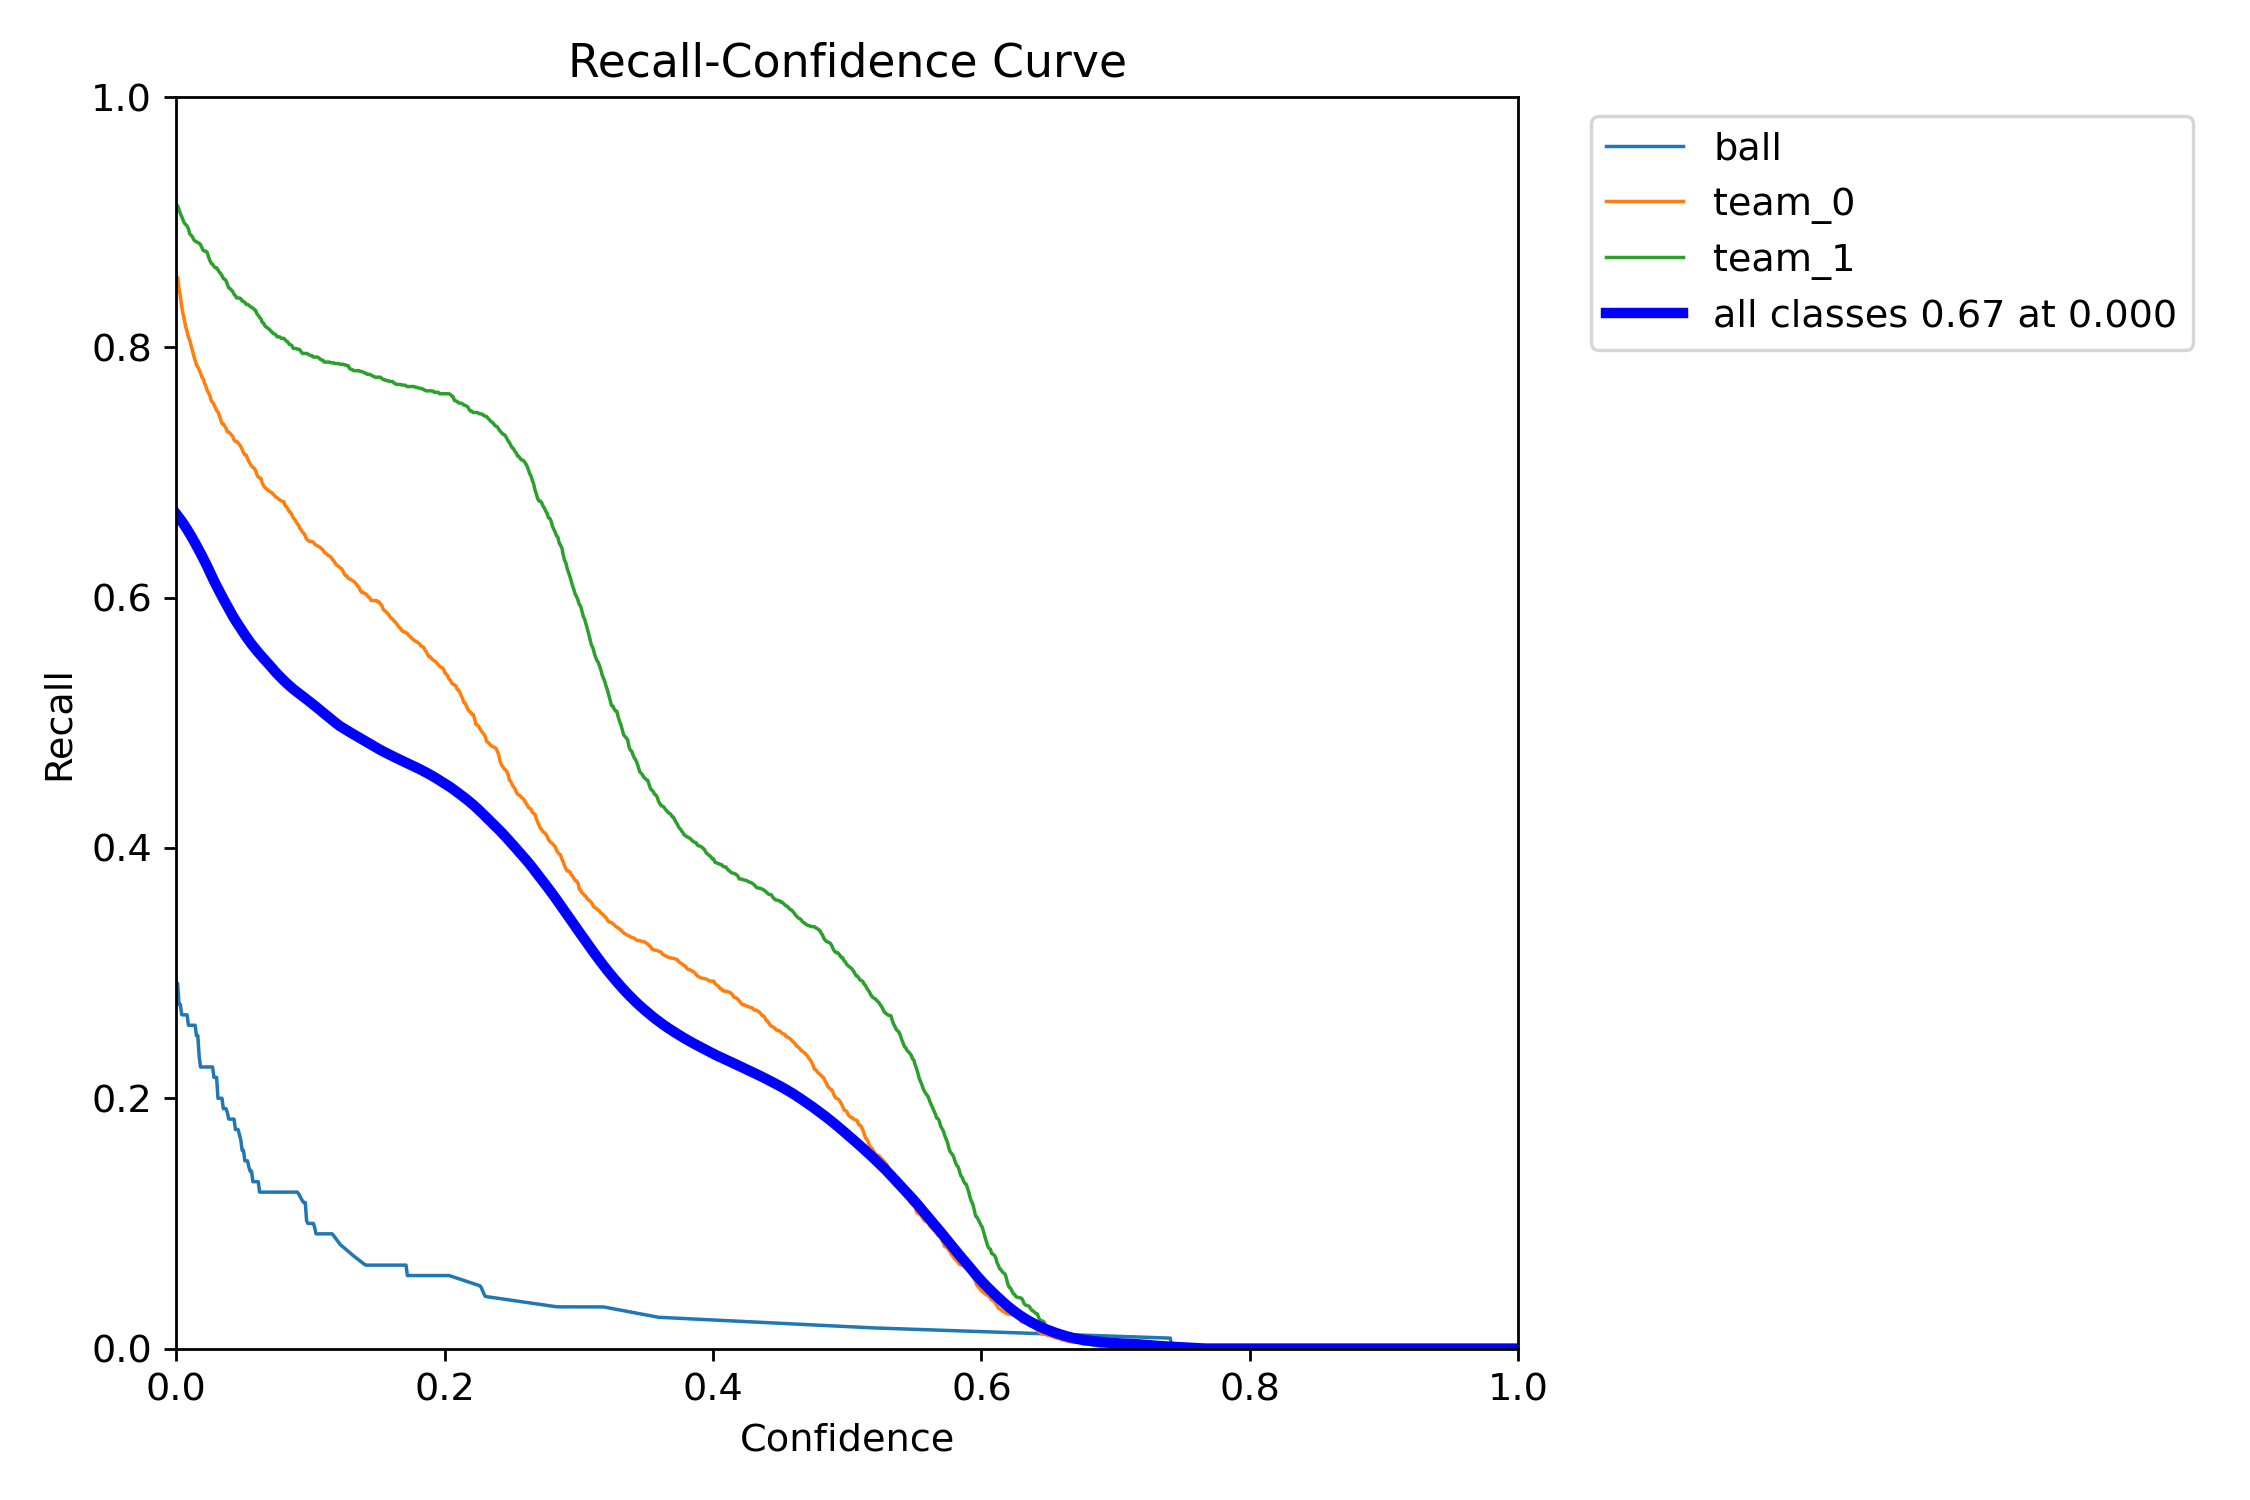 Recall-Confidence Curve
1.0
0.8
0.6
0.4
0.2
0.0
Recall
0.0 0.2 0.4 0.6 0.8 1.0
Confidence
ball
team_0
team_1
all classes 0.67 at 0.000